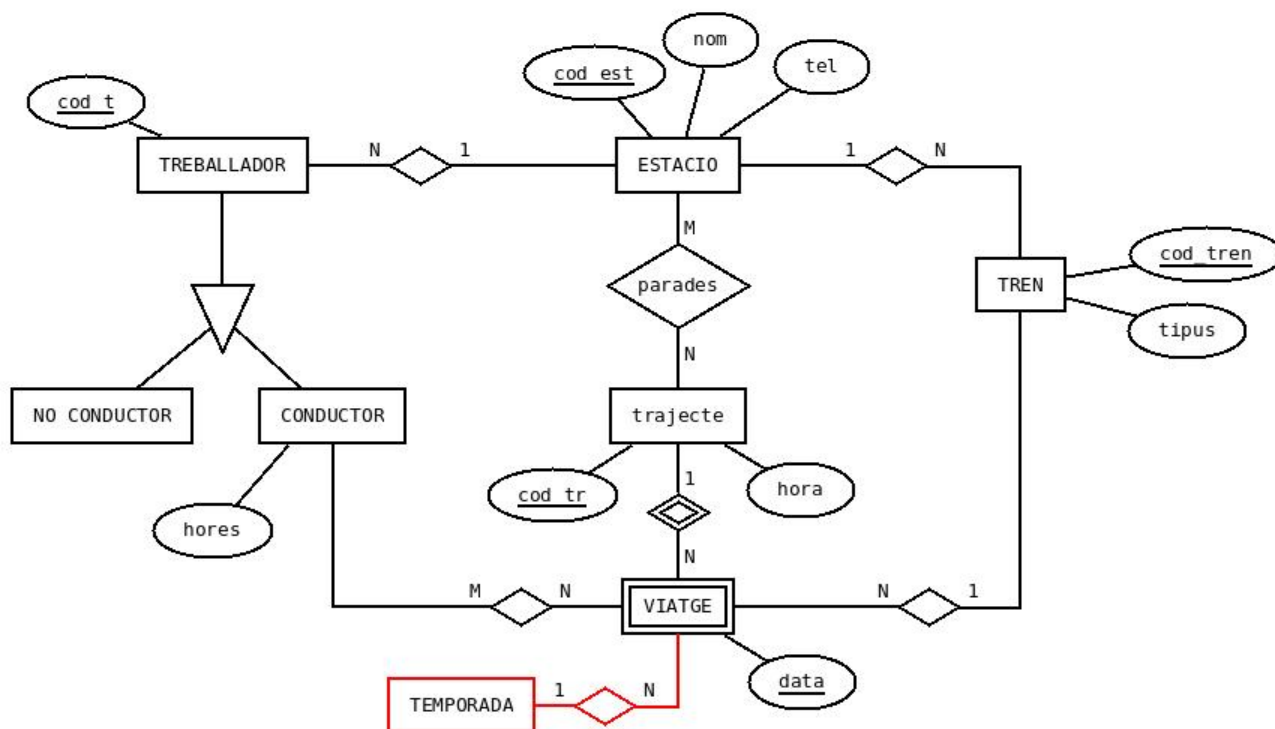 nom
cod_est
tel
cod_t
TREBALLADOR
N
1
ESTACIO
1
N
M
cod_tren
parades
TREN
tipus
N
NO CONDUCTOR
CONDUCTOR
trajecte
1
cod_tr
hora
hores
N
M
N
VIATGE
N
1
1
N
data
TEMPORADA